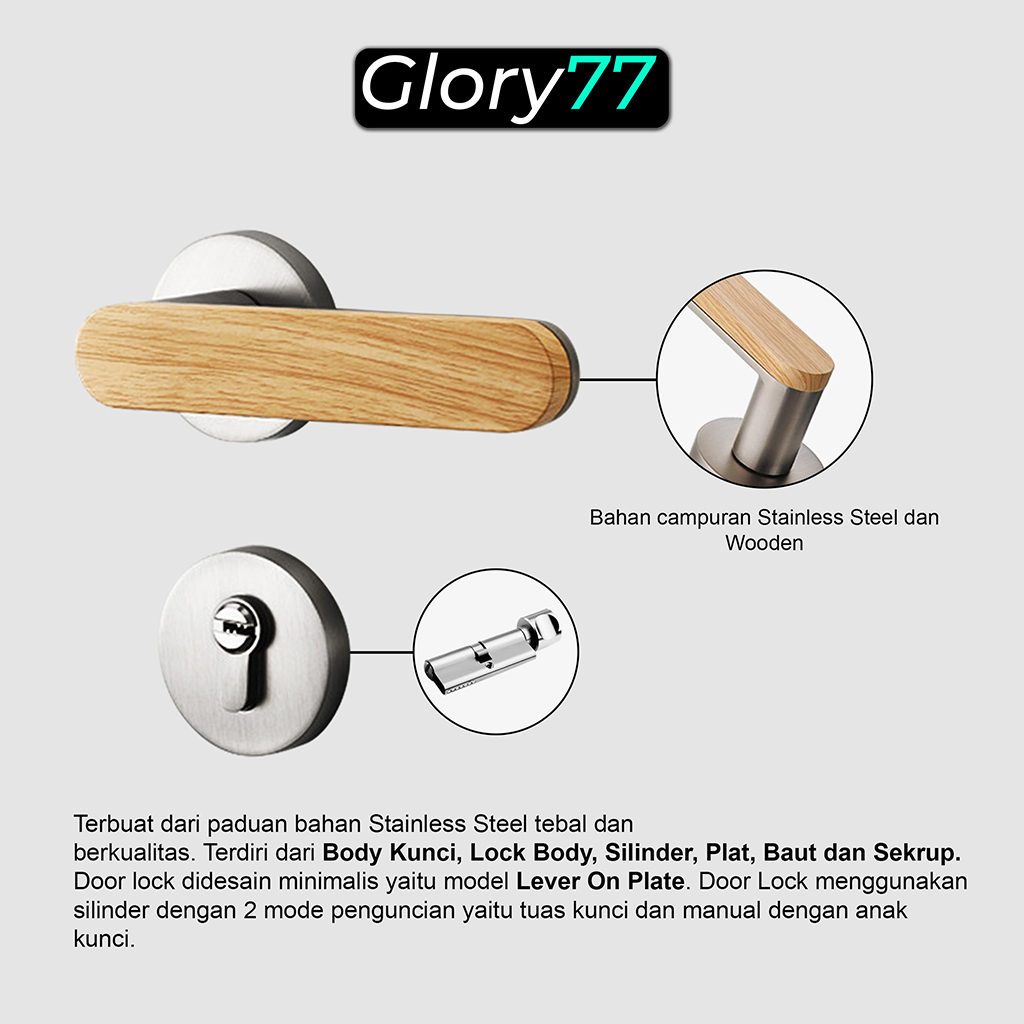 Glory77
Bahan campuran Stainless Steel dan
Wooden
Terbuat dari paduan bahan Stainless Steel tebal dan
berkualitas. Terdiri dari Body Kunci, Lock Body, Silinder, Plat, Baut dan Sekrup.
Door lock didesain minimalis yaitu model Lever On Plate. Door Lock menggunakan
silinder dengan 2 mode penguncian yaitu tuas kunci dan manual dengan anak
kunci.